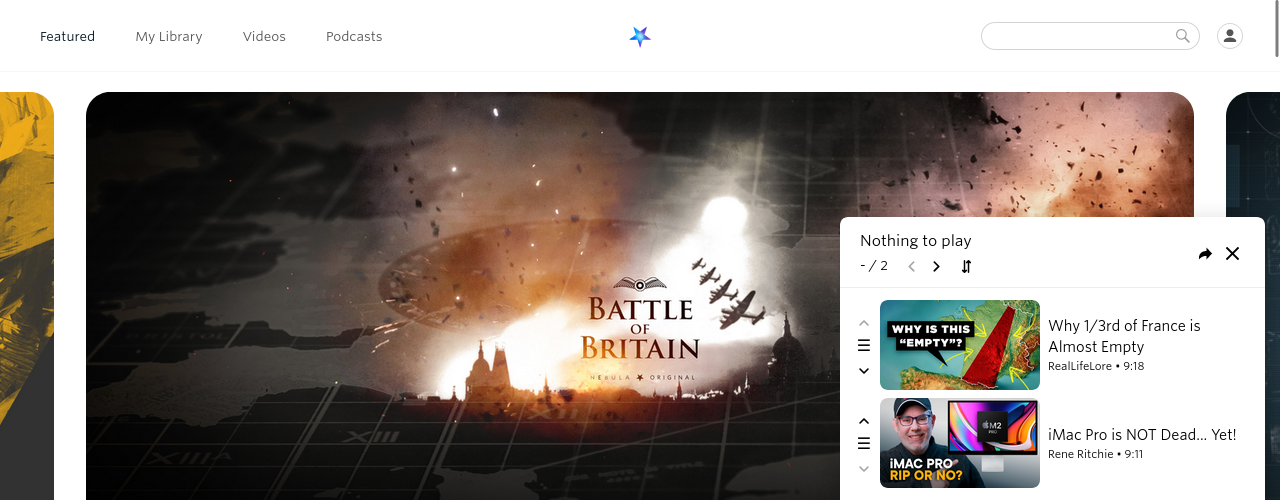 Featured
My Library
Videos
Podcasts
BATTLE
OF
BRITAIN
NEBULA ORIGINAL
XIII
Nothing to play
- / 2
WHY IS THIS
“EMPTY”?
Why 1/3rd of France is
Almost Empty
RealLifeLore • 9:18
M2
PRO
iMAC PRO
RIP OR NO?
iMac Pro is NOT Dead... Yet!
Rene Ritchie • 9:11